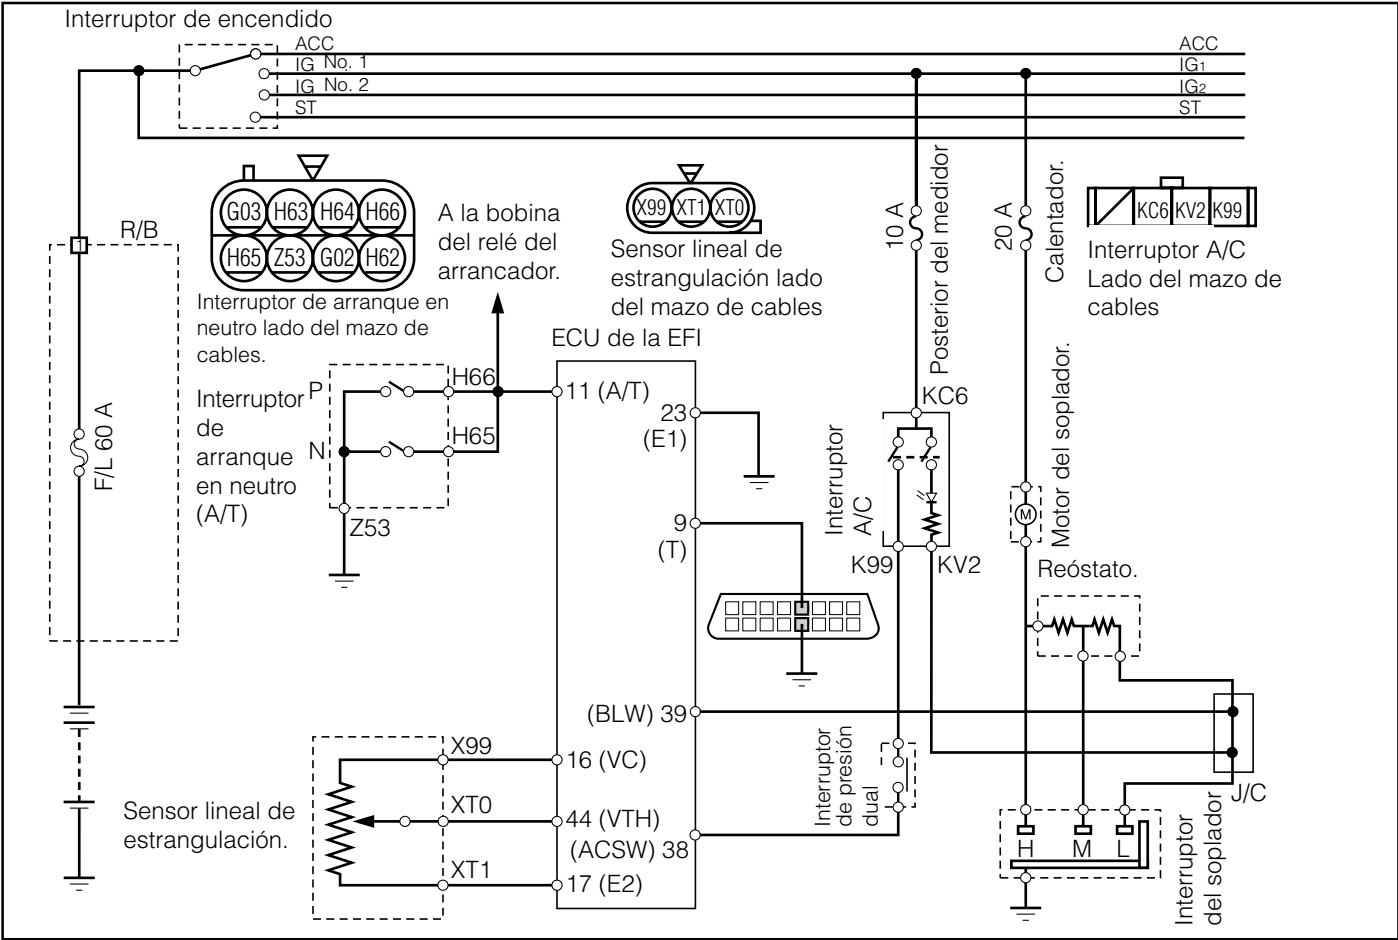 Interruptor de encendido
ACC
IG No. 1
IG No. 2
ST
ACC
IG1
IG2
ST
R/B
1
F/L 60 A
G03 H63 H64 H66
H65 Z53 G02 H62
Interruptor de arranque en
neutro lado del mazo de
cables.
A la bobina
del relé del
arrancador.
X99 XT1 XT0
Sensor lineal de
estrangulación lado
del mazo de cables
10 A
Posterior del medidor
20 A
Calentador.
KC6 KV2 K99
Interruptor A/C
Lado del mazo de
cables
ECU de la EFI
Interruptor
de
arranque
en neutro
(A/T)
P
N
H66
H65
Z53
11 (A/T)
23
(E1)
9
(T)
(BLW) 39
16 (VC)
44 (VTH)
(ACSW) 38
17 (E2)
KC6
Interruptor
A/C
K99
KV2
Motor del soplador.
M
Reóstato.
Interruptor
de presión
dual
J/C
H
M
L
Interruptor
del soplador
Sensor lineal de
estrangulación.
X99
XT0
XT1